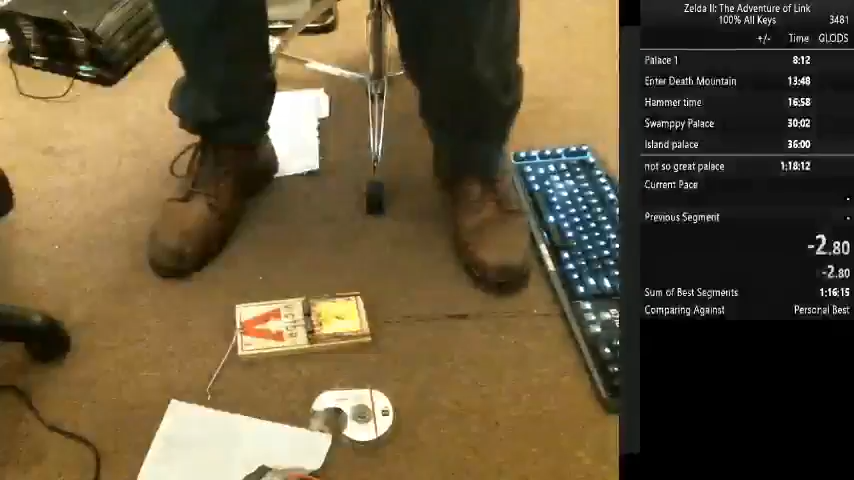 Zelda II: The Adventure of Link
100% All Keys 3481
+/- Time GLODS
Palace 1 8:12
Enter Death Mountain 13:48
Hammer time 16:58
Swamppy Palace 30:02
Island palace 36:00
not so great palace 1:18:12
Current Pace -
Previous Segment -
-2.80
-2.80
Sum of Best Segments 1:16:15
Comparing Against Personal Best
VICTOR